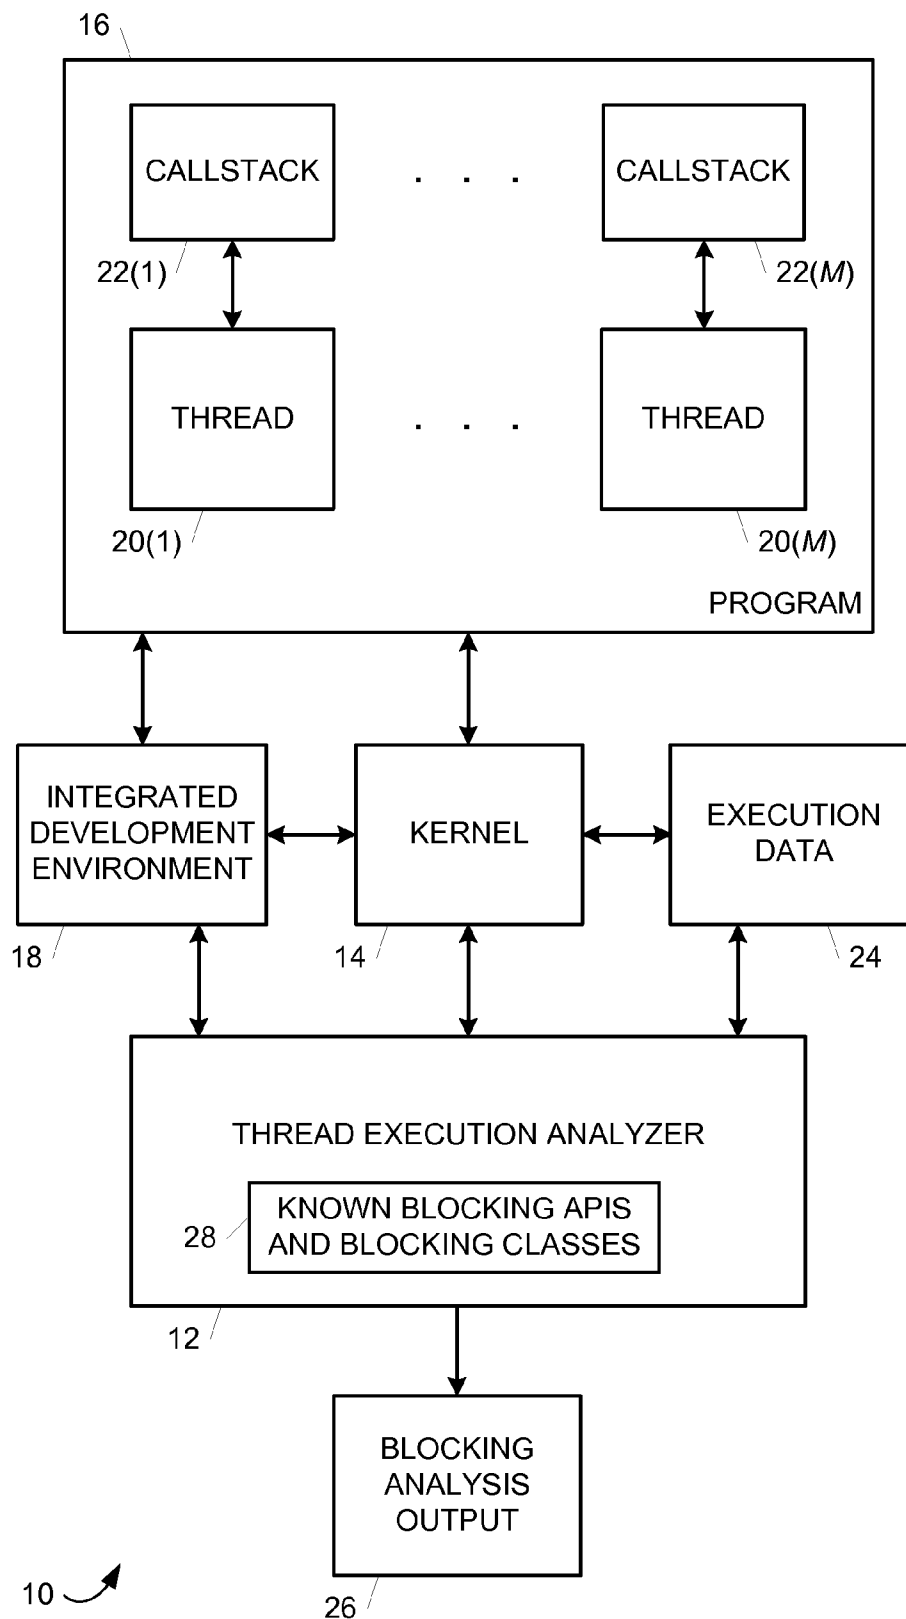 16
CALLSTACK
. . .
CALLSTACK
22(1)
22(M)
THREAD
. . .
THREAD
20(1)
20(M)
PROGRAM
INTEGRATED
DEVELOPMENT
ENVIRONMENT
KERNEL
EXECUTION
DATA
18
14
24
THREAD EXECUTION ANALYZER
28
KNOWN BLOCKING APIS
AND BLOCKING CLASSES
12
BLOCKING
ANALYSIS
OUTPUT
10
26